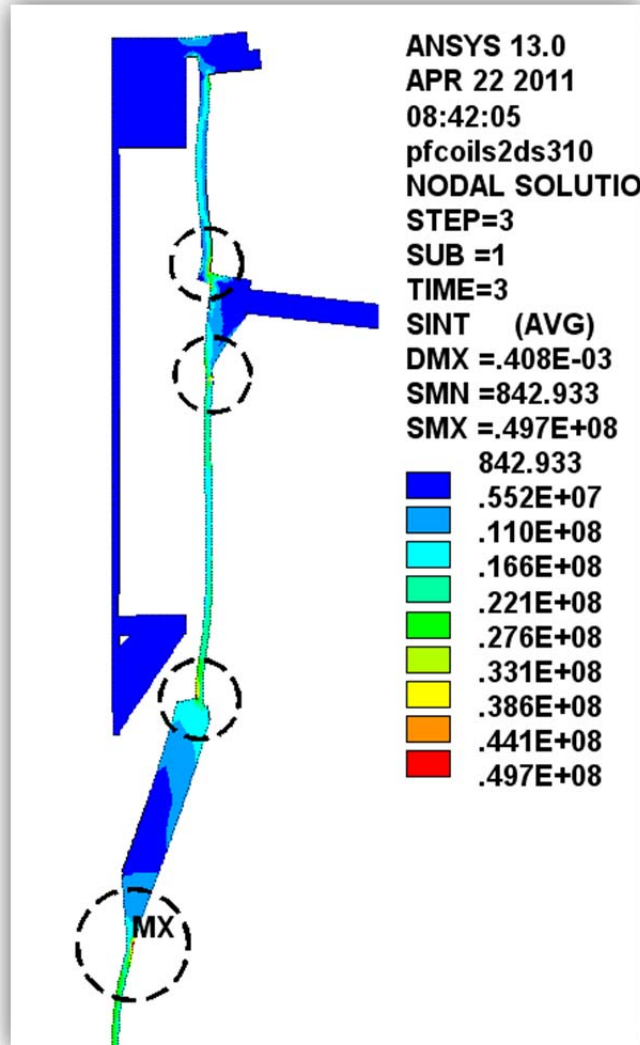 ANSYS 13.0
APR 22 2011
08:42:05
pfcoils2ds310
NODAL SOLUTIO
STEP=3
SUB =1
TIME=3
SINT (AVG)
DMX =.408E-03
SMN =842.933
SMX =.497E+08
842.933
.552E+07
.110E+08
.166E+08
.221E+08
.276E+08
.331E+08
.386E+08
.441E+08
.497E+08
MX